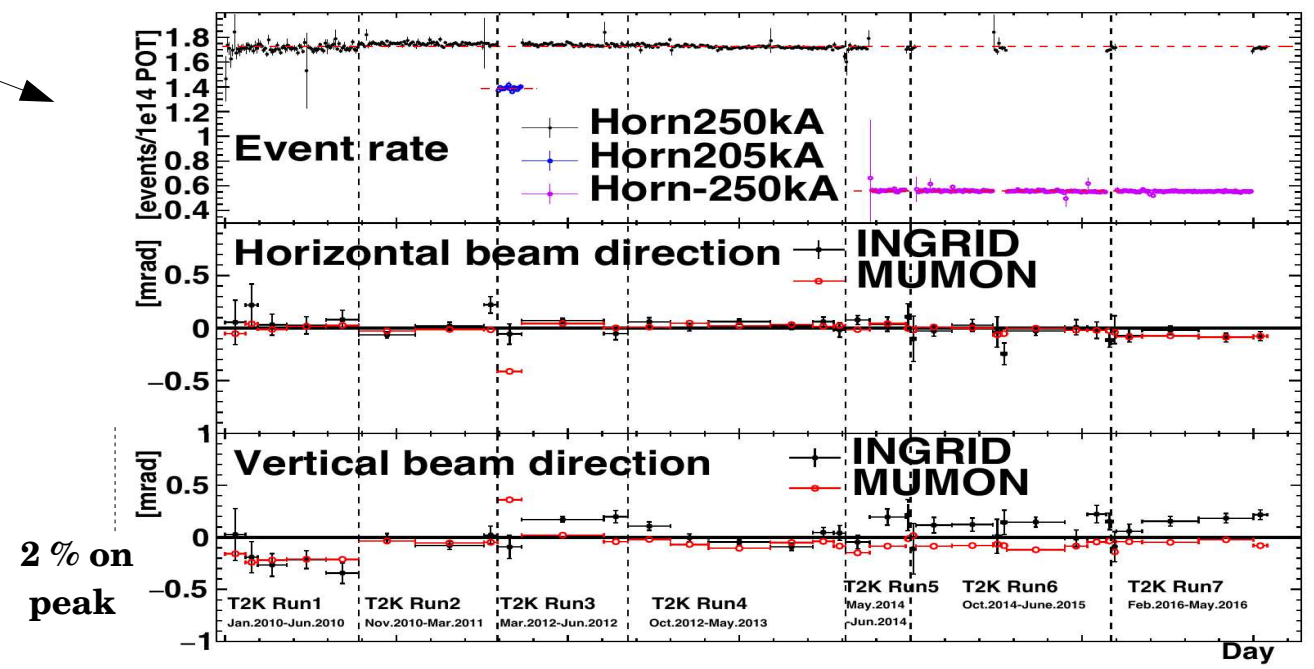 [events/1e14 POT]
1.8
1.6
1.4
1.2
1
0.8
0.6
0.4
Event rate
Horn250kA
Horn205kA
Horn-250kA
[mrad]
0.5
0
−0.5
Horizontal beam direction
INGRID
MUMON
[mrad]
1
0.5
0
−0.5
−1
Vertical beam direction
INGRID
MUMON
2 % on
peak
T2K Run1
Jan.2010-Jun.2010
T2K Run2
Nov.2010-Mar.2011
T2K Run3
Mar.2012-Jun.2012
T2K Run4
Oct.2012-May.2013
T2K Run5
May.2014
-Jun.2014
T2K Run6
Oct.2014-June.2015
T2K Run7
Feb.2016-May.2016
Day